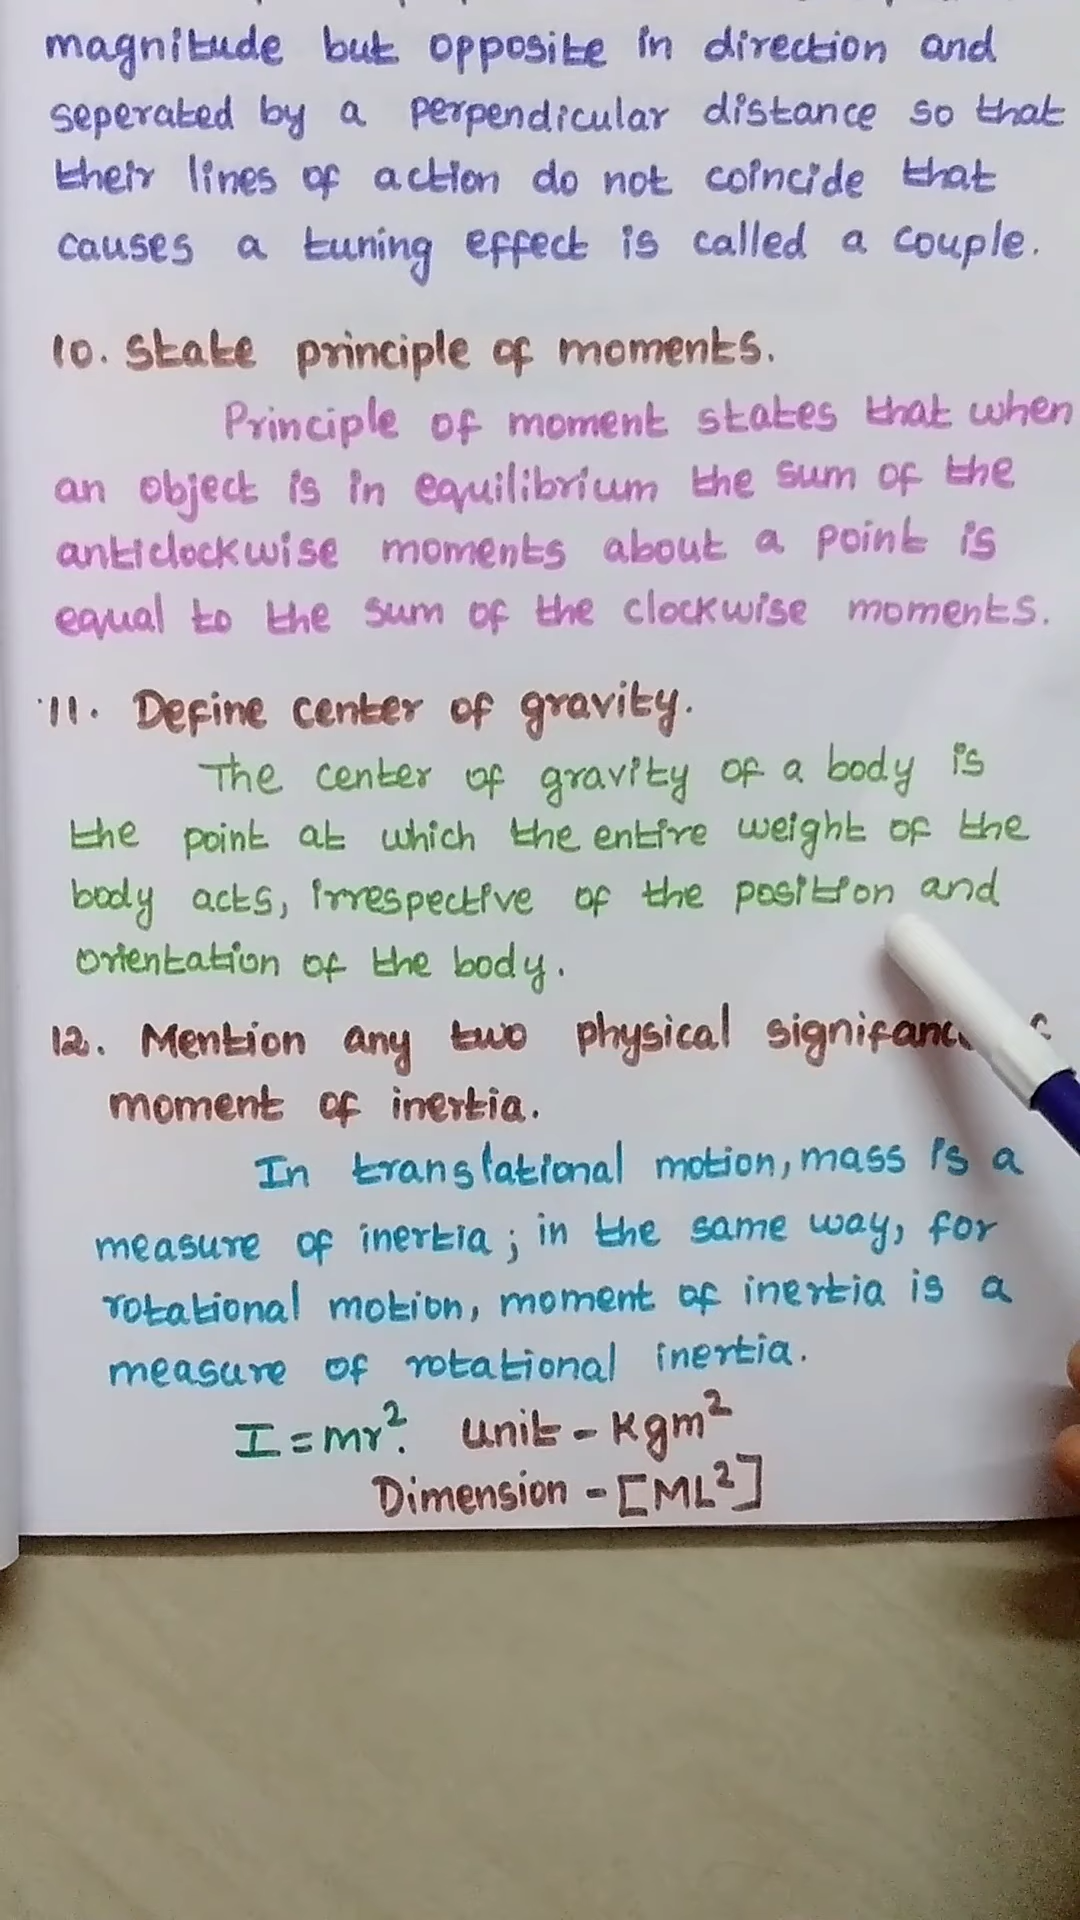 magnitude but opposite in direction and
seperated by a perpendicular distance so that
their lines of action do not coincide that
causes a tuning effect is called a couple.
10. State principle of moments.
Principle of moment states that when
an object is in equilibrium the sum of the
anticlockwise moments about a point is
equal to the sum of the clockwise moments.
11. Define center of gravity.
The center of gravity of a body is
the point at which the entire weight of the
body acts, irrespective of the position and
orientation of the body.
12. Mention any two physical
moment of inertia.
In translational motion, mass is a
measure of inertia; in the same way, for
rotational motion, moment of inertia is a
measure of rotational inertia.
I = mr². unit - Kgm²
Dimension - [ML²]